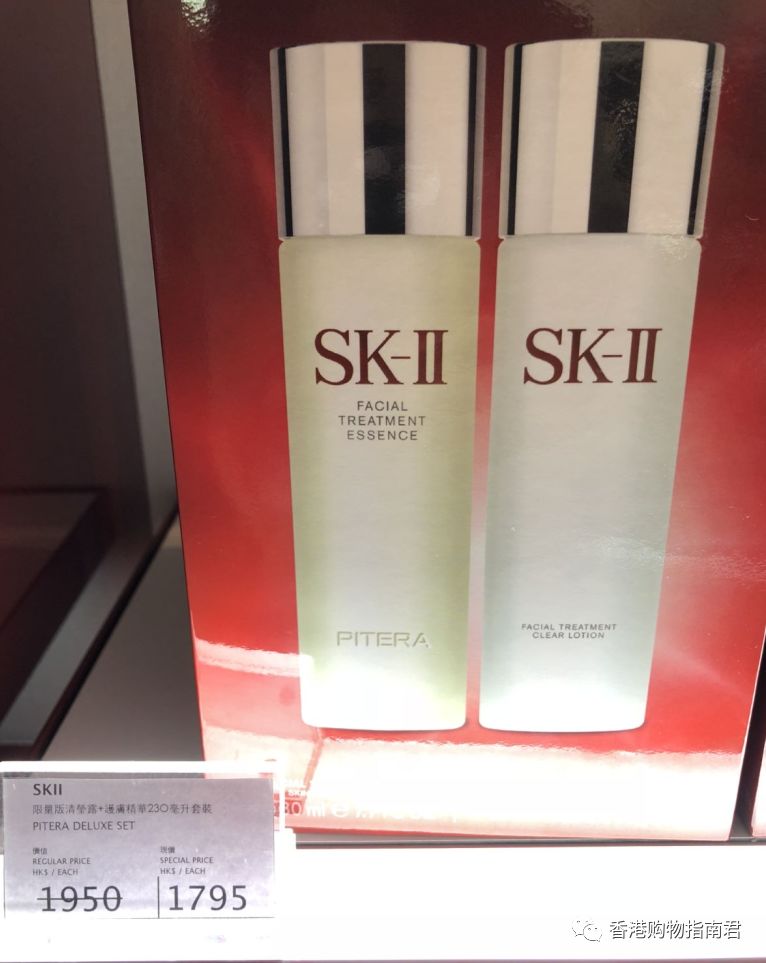 SK-II
FACIAL
TREATMENT
ESSENCE
PITERA
SK-II
FACIAL TREATMENT
CLEAR LOTION
SKII
限量版清瑩露+護膚精華230毫升套裝
PITERA DELUXE SET
價值
REGULAR PRICE
HK$ / EACH
1950
現價
SPECIAL PRICE
HK$ / EACH
1795
香港购物指南君